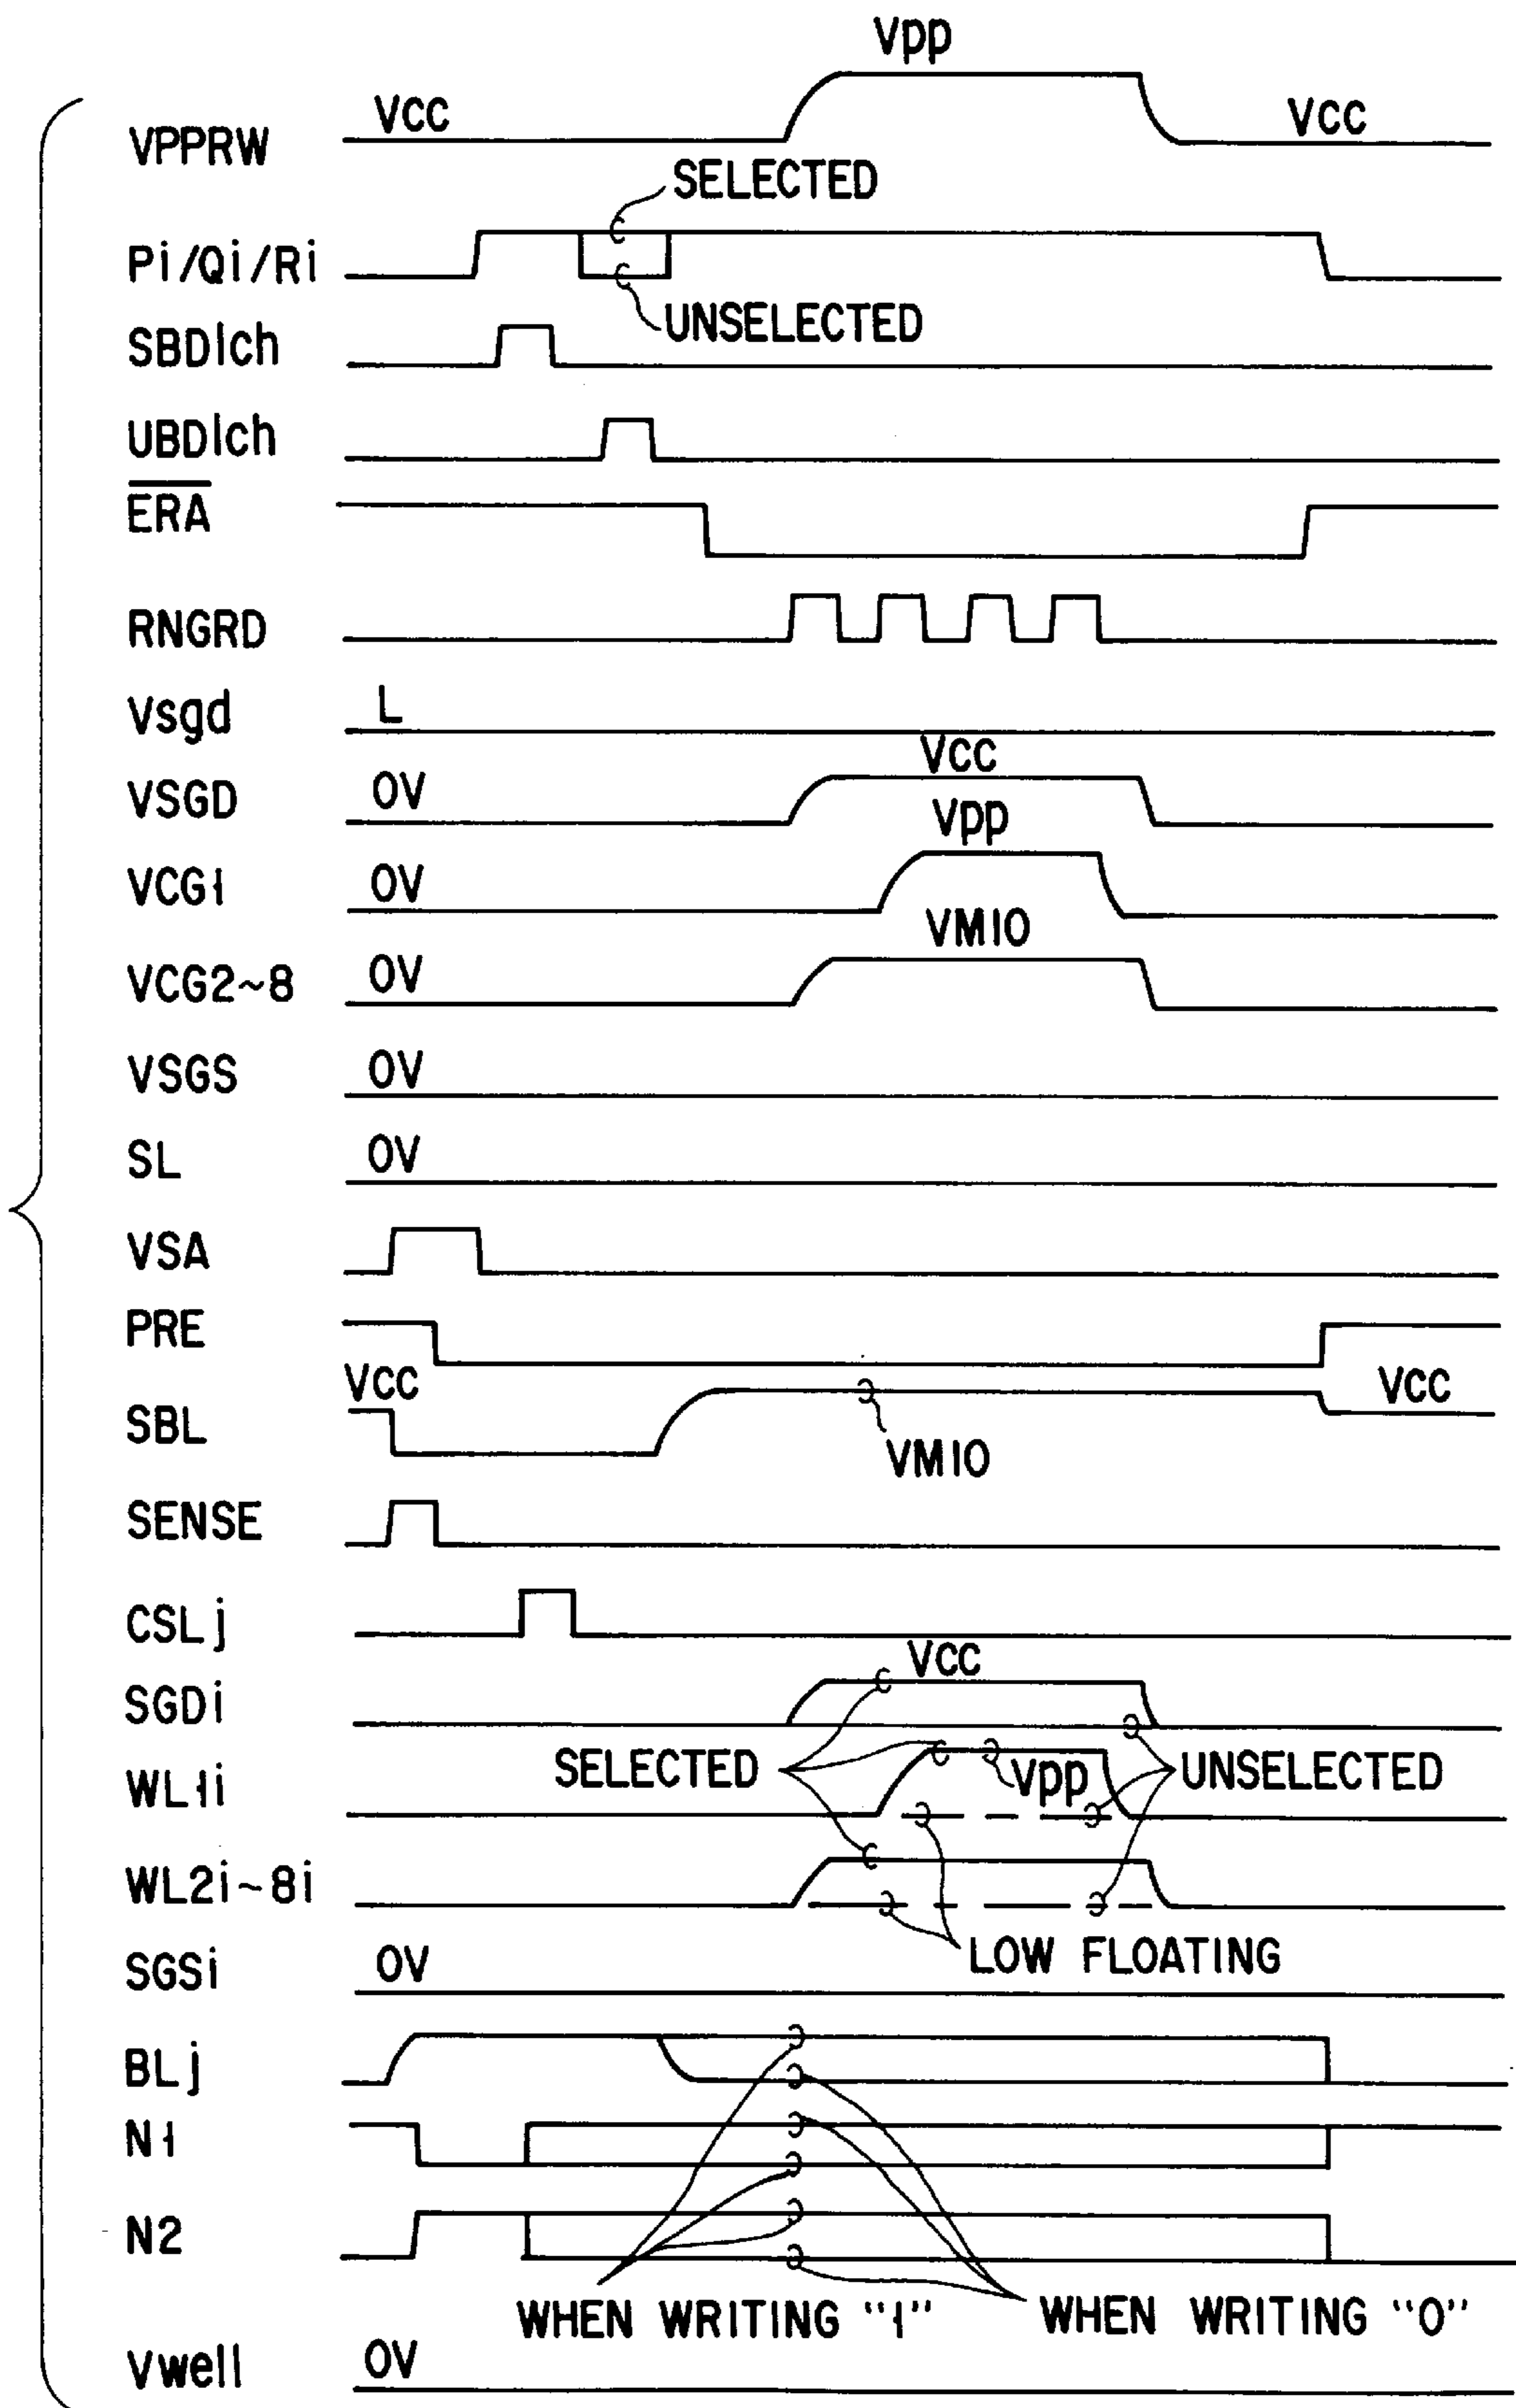 Vpp
VPPRW VCC VCC
SELECTED
Pi/Qi/Ri
UNSELECTED
SBDlch
UBDlch
ERA
RNGRD
Vsgd L
VSGD 0V VCC
VCG1 0V Vpp
VCG2~8 0V VM10
VSGS 0V
SL 0V
VSA
PRE
VCC VCC
SBL
VM10
SENSE
CSLj
VCC
SGDi
SELECTED Vpp UNSELECTED
WL1i
WL2i~8i
LOW FLOATING
SGSi 0V
BLj
N1
N2
WHEN WRITING "1" WHEN WRITING "0"
Vwell 0V